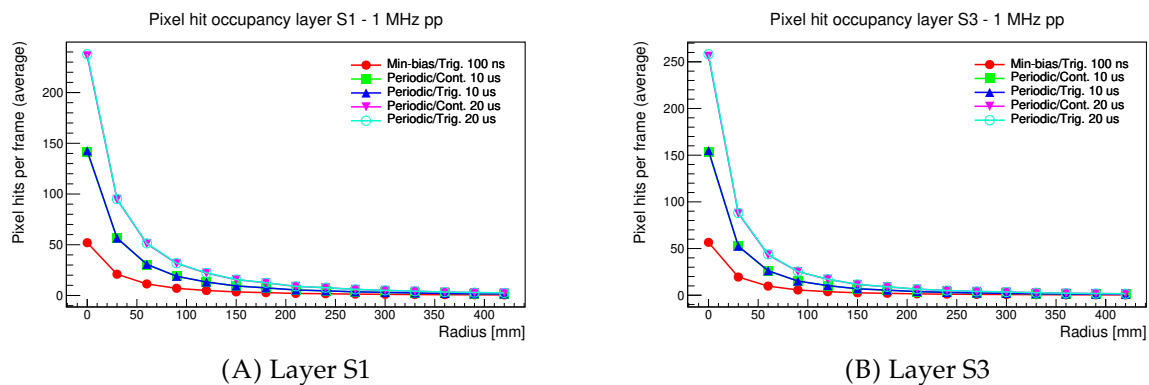 Pixel hit occupancy layer S1 - 1 MHz pp
Pixel hits per frame (average)
200
150
100
50
0
Min-bias/Trig. 100 ns
Periodic/Cont. 10 us
Periodic/Trig. 10 us
Periodic/Cont. 20 us
Periodic/Trig. 20 us
0 50 100 150 200 250 300 350 400
Radius [mm]
(A) Layer S1
Pixel hit occupancy layer S3 - 1 MHz pp
Pixel hits per frame (average)
250
200
150
100
50
0
Min-bias/Trig. 100 ns
Periodic/Cont. 10 us
Periodic/Trig. 10 us
Periodic/Cont. 20 us
Periodic/Trig. 20 us
0 50 100 150 200 250 300 350 400
Radius [mm]
(B) Layer S3